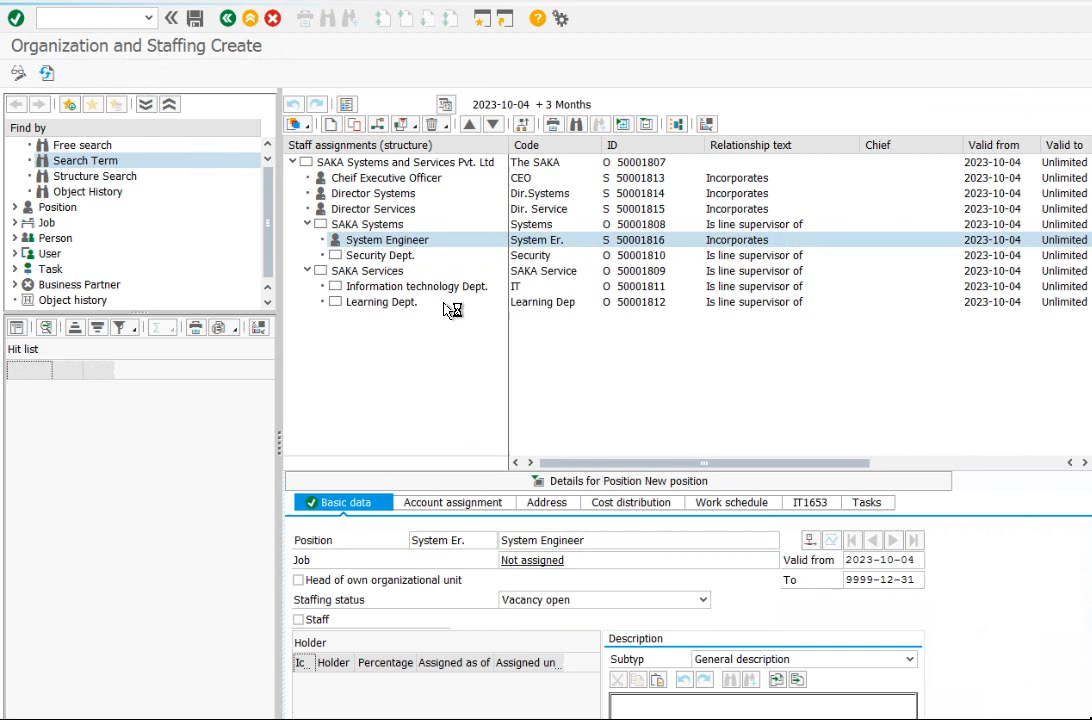 Organization and Staffing Create
2023-10-04 + 3 Months
Find by
Free search
Search Term
Structure Search
Object History
Position
Job
Person
User
Task
Business Partner
Object history
Hit list
Staff assignments (structure) Code ID Relationship text Chief Valid from Valid to
SAKA Systems and Services Pvt. Ltd The SAKA O 50001807 2023-10-04 Unlimited
Cheif Executive Officer CEO S 50001813 Incorporates 2023-10-04 Unlimited
Director Systems Dir.Systems S 50001814 Incorporates 2023-10-04 Unlimited
Director Services Dir. Service S 50001815 Incorporates 2023-10-04 Unlimited
SAKA Systems Systems O 50001808 Is line supervisor of 2023-10-04 Unlimited
System Engineer System Er. S 50001816 Incorporates 2023-10-04 Unlimited
Security Dept. Security O 50001810 Is line supervisor of 2023-10-04 Unlimited
SAKA Services SAKA Service O 50001809 Is line supervisor of 2023-10-04 Unlimited
Information technology Dept. IT O 50001811 Is line supervisor of 2023-10-04 Unlimited
Learning Dept. Learning Dep O 50001812 Is line supervisor of 2023-10-04 Unlimited
Details for Position New position
Basic data Account assignment Address Cost distribution Work schedule IT1653 Tasks
Position System Er. System Engineer
Job Not assigned Valid from 2023-10-04
Head of own organizational unit To 9999-12-31
Staffing status Vacancy open
Staff
Holder
Ic... Holder Percentage Assigned as of Assigned un...
Description
Subtyp General description